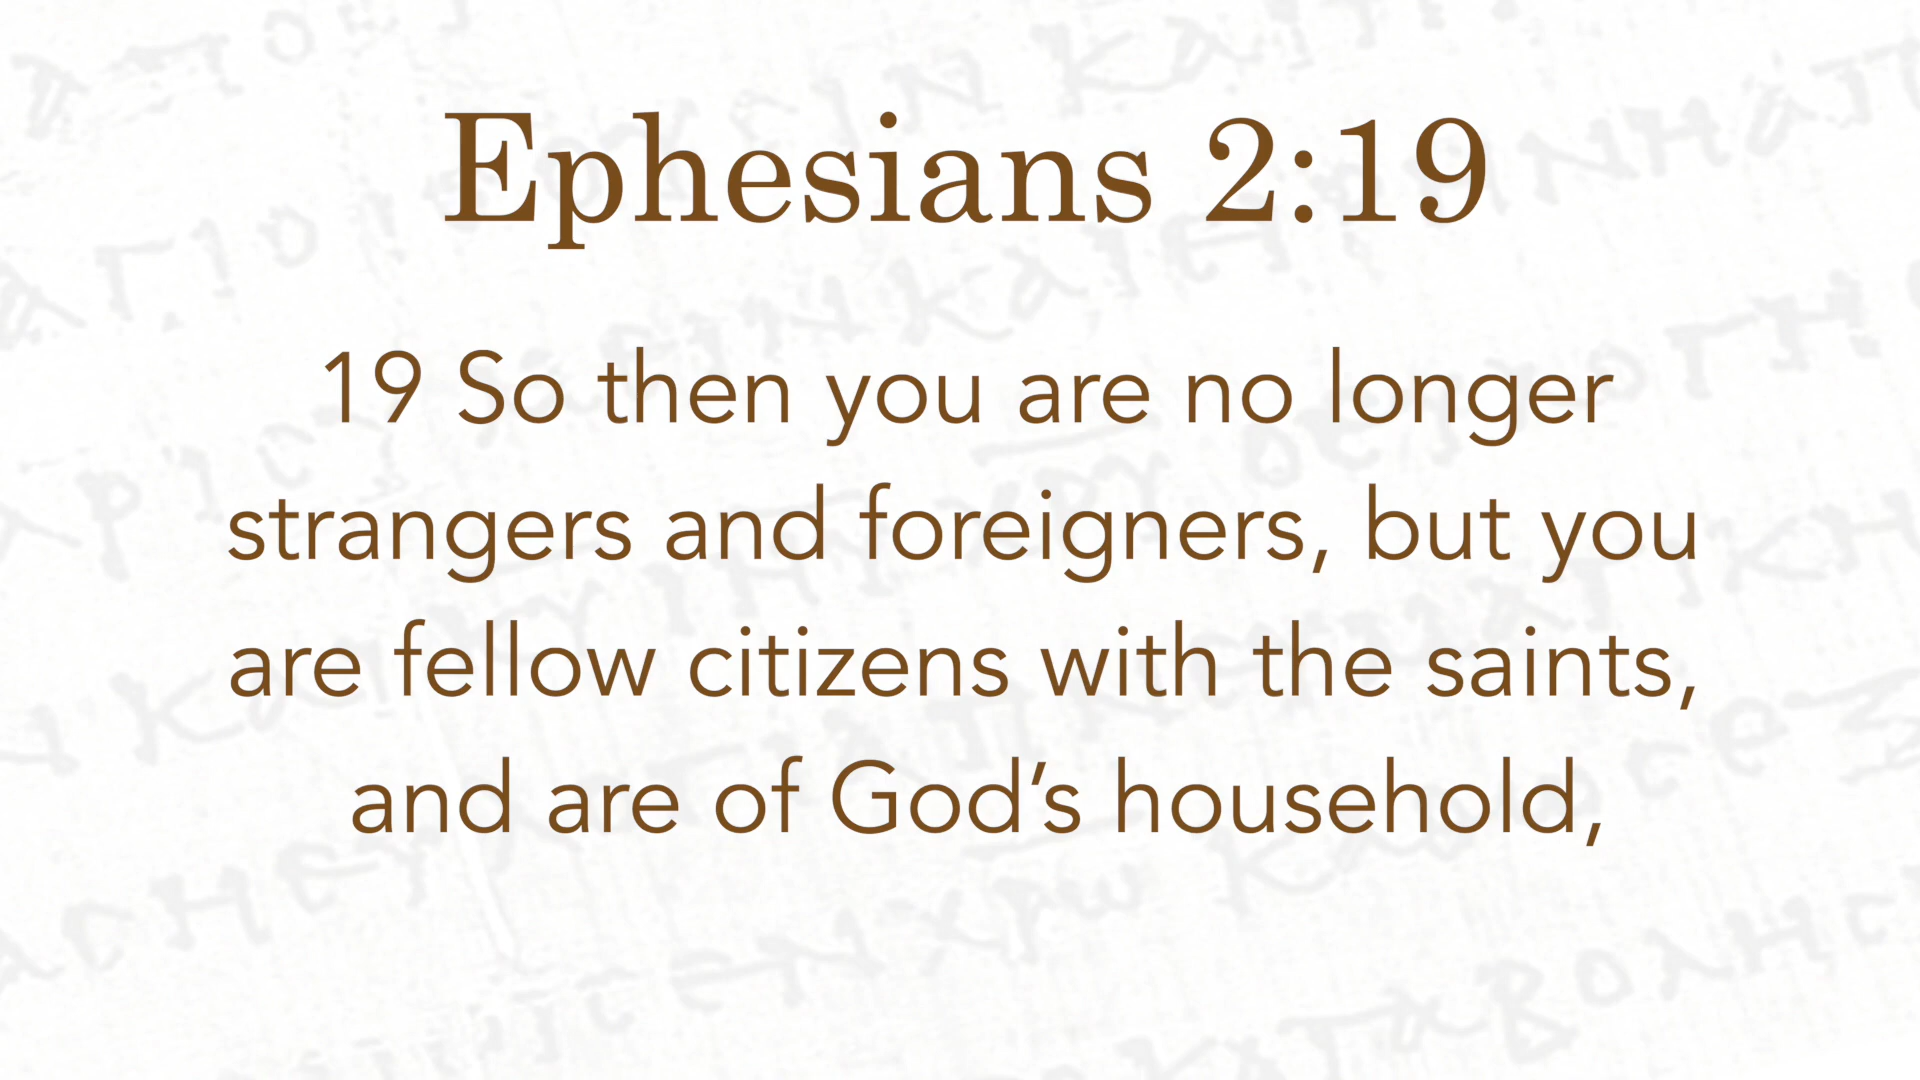 Ephesians 2:19
19 So then you are no longer
strangers and foreigners, but you
are fellow citizens with the saints,
and are of God’s household,